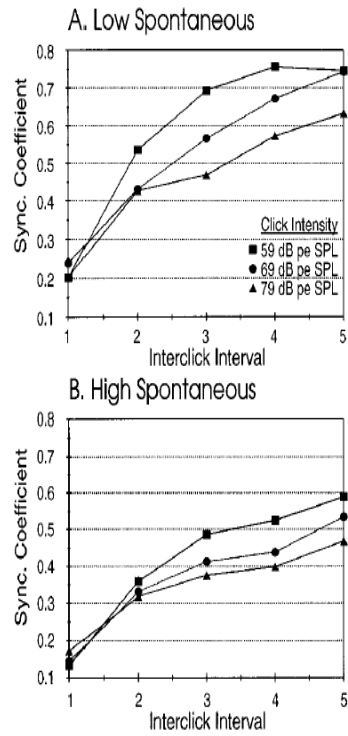 A. Low Spontaneous
Sync. Coefficient
0.8
0.7
0.6
0.5
0.4
0.3
0.2
0.1
Click Intensity
59 dB pe SPL
69 dB pe SPL
79 dB pe SPL
1 2 3 4 5
Interclick Interval
B. High Spontaneous
Sync. Coefficient
0.8
0.7
0.6
0.5
0.4
0.3
0.2
0.1
1 2 3 4 5
Interclick Interval